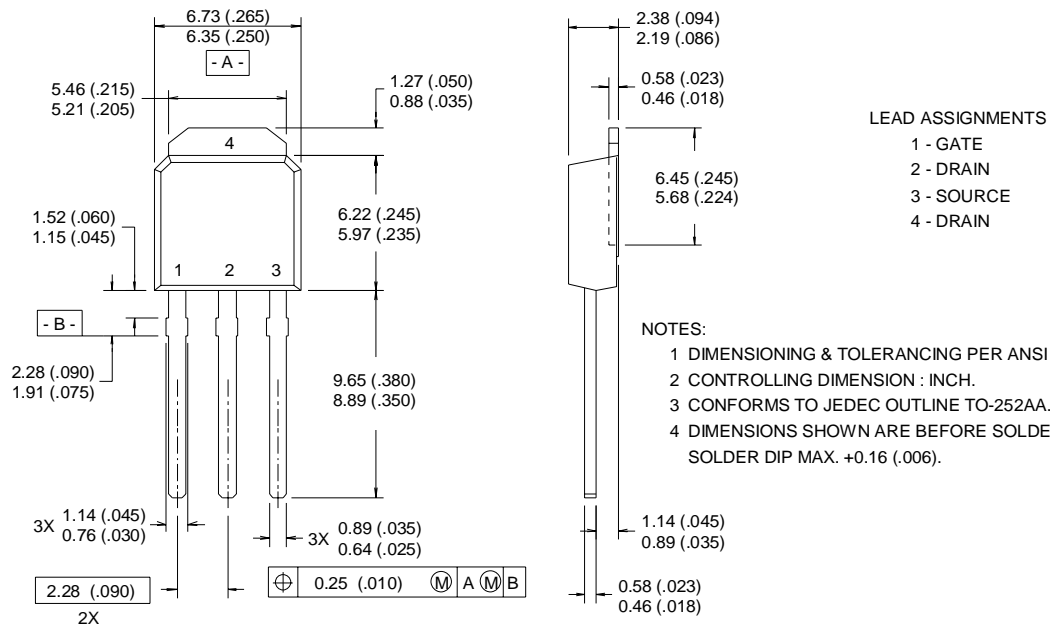 6.73 (.265)
6.35 (.250)
- A -
5.46 (.215)
5.21 (.205)
1.27 (.050)
0.88 (.035)
4
1.52 (.060)
1.15 (.045)
6.22 (.245)
5.97 (.235)
1 2 3
- B -
2.28 (.090)
1.91 (.075)
9.65 (.380)
8.89 (.350)
3X 1.14 (.045)
0.76 (.030)
3X 0.89 (.035)
0.64 (.025)
2.28 (.090)
2X
⌖ 0.25 (.010) Ⓜ A Ⓜ B
2.38 (.094)
2.19 (.086)
0.58 (.023)
0.46 (.018)
6.45 (.245)
5.68 (.224)
1.14 (.045)
0.89 (.035)
0.58 (.023)
0.46 (.018)
LEAD ASSIGNMENTS
1 - GATE
2 - DRAIN
3 - SOURCE
4 - DRAIN
NOTES:
1 DIMENSIONING & TOLERANCING PER ANSI
2 CONTROLLING DIMENSION : INCH.
3 CONFORMS TO JEDEC OUTLINE TO-252AA.
4 DIMENSIONS SHOWN ARE BEFORE SOLDE
SOLDER DIP MAX. +0.16 (.006).